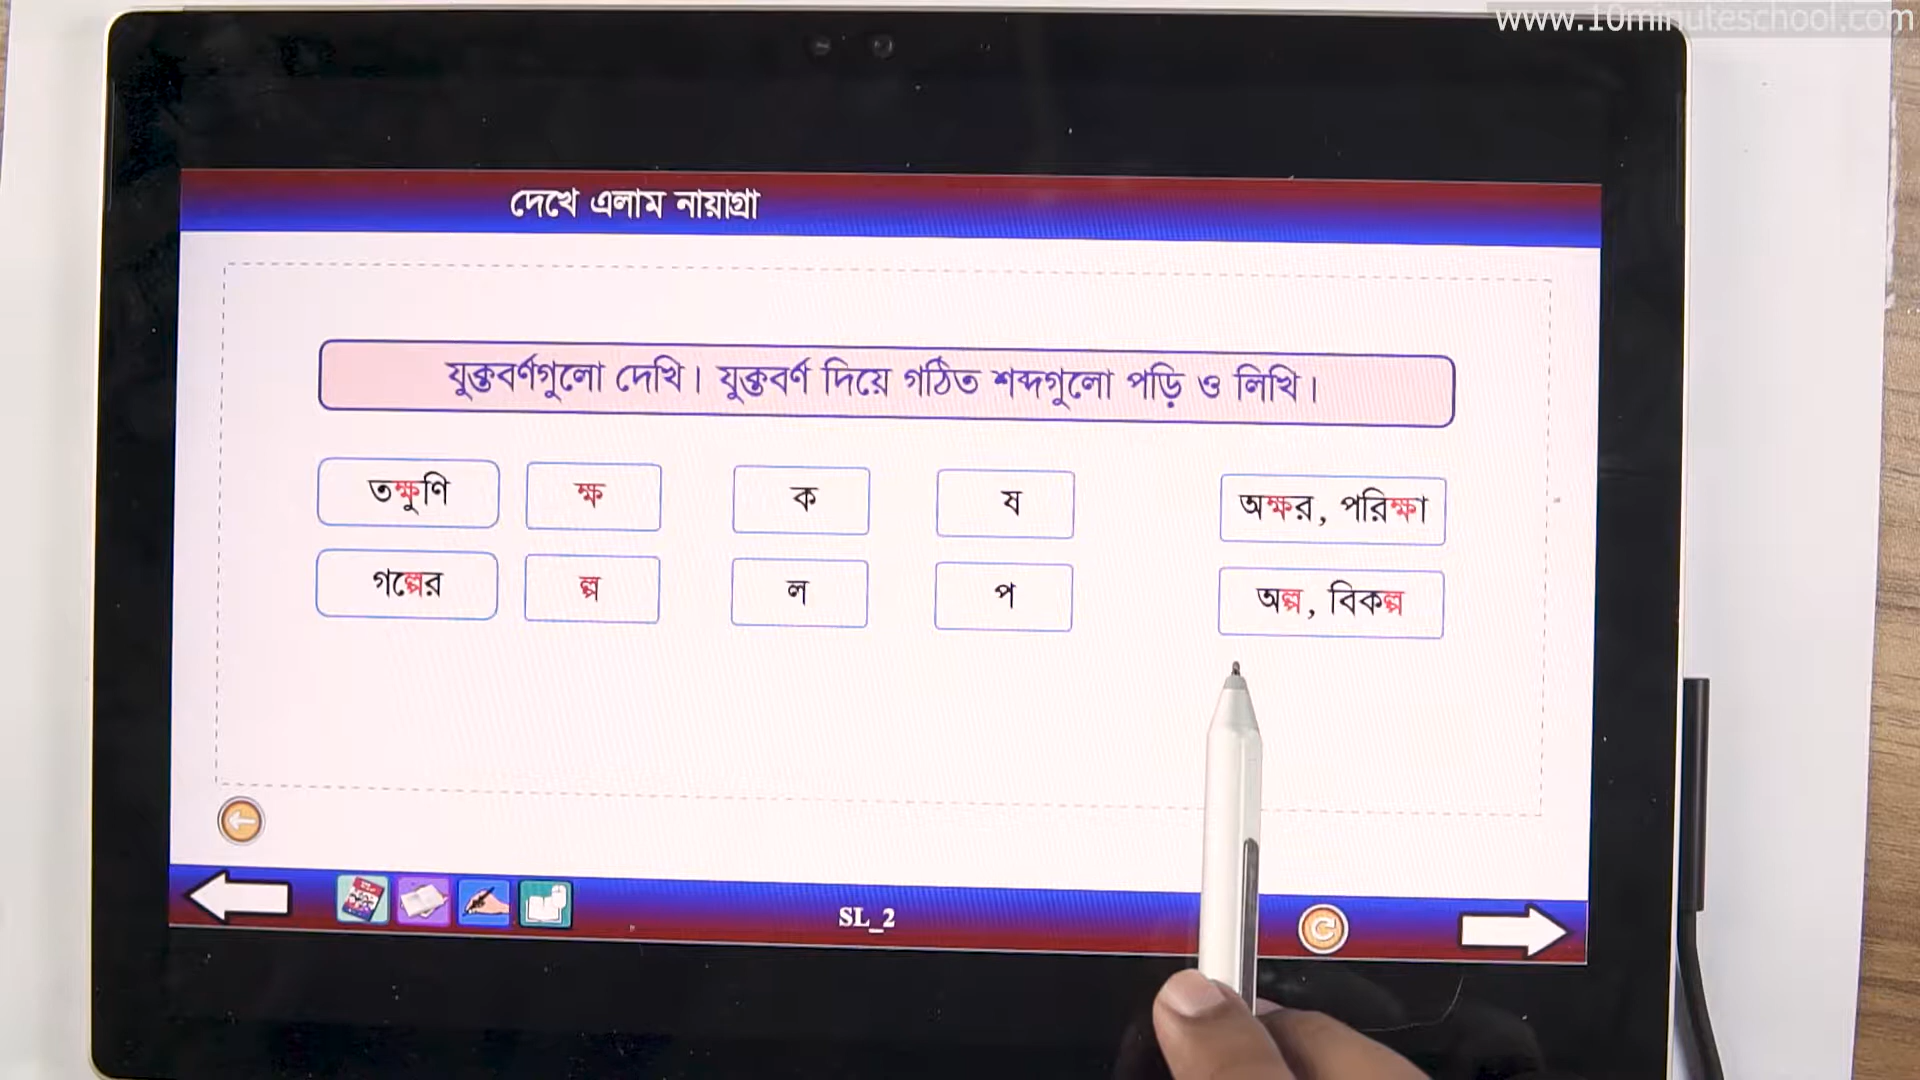 www.10minuteschool.com
দেখে এলাম নায়াগ্রা
যুক্তবর্ণগুলো দেখি। যুক্তবর্ণ দিয়ে গঠিত শব্দগুলো পড়ি ও লিখি।
তক্ষুণি ক্ষ ক ষ অক্ষর, পরিক্ষা
গল্পের ল্প ল প অল্প, বিকল্প
SL_2